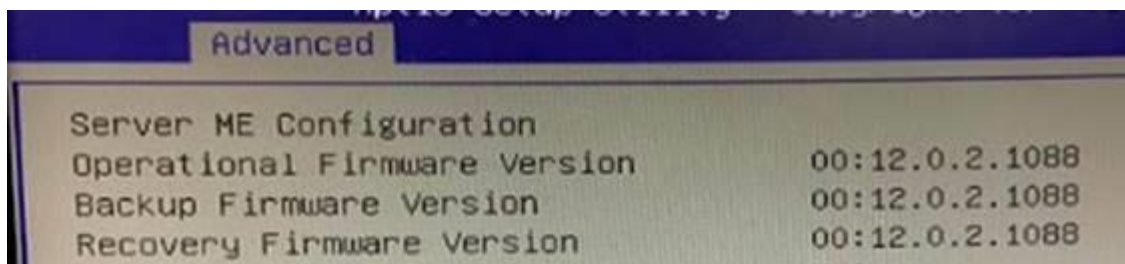 Advanced
Server ME Configuration
Operational Firmware Version 00:12.0.2.1088
Backup Firmware Version 00:12.0.2.1088
Recovery Firmware Version 00:12.0.2.1088